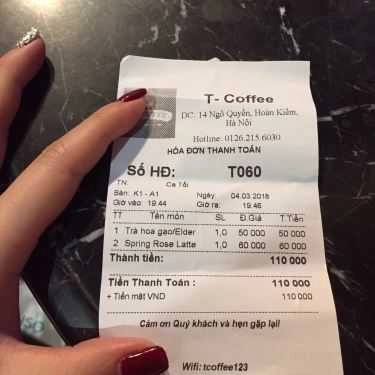 T- Coffee
DC: 14 Ngô Quyền, Hoàn Kiếm,
Hà Nội
Hotline: 0126.215.6030
HÓA ĐƠN THANH TOÁN
Số HĐ: T060
TN: Ca Tối
Bàn: K1 - A1 Ngày 04.03.2018
Giờ vào: 19:44 Giờ ra: 19:46
TT Tên món SL Đ.Giá T.Tiền
1 Trà hoa gạo/Elder 1,0 50 000 50 000
2 Spring Rose Latte 1,0 60 000 60 000
Thành tiền: 110 000
Tiền Thanh Toán: 110 000
+ Tiền mặt VND 110 000
Cảm ơn Quý khách và hẹn gặp lại!
Wifi: tcoffee123